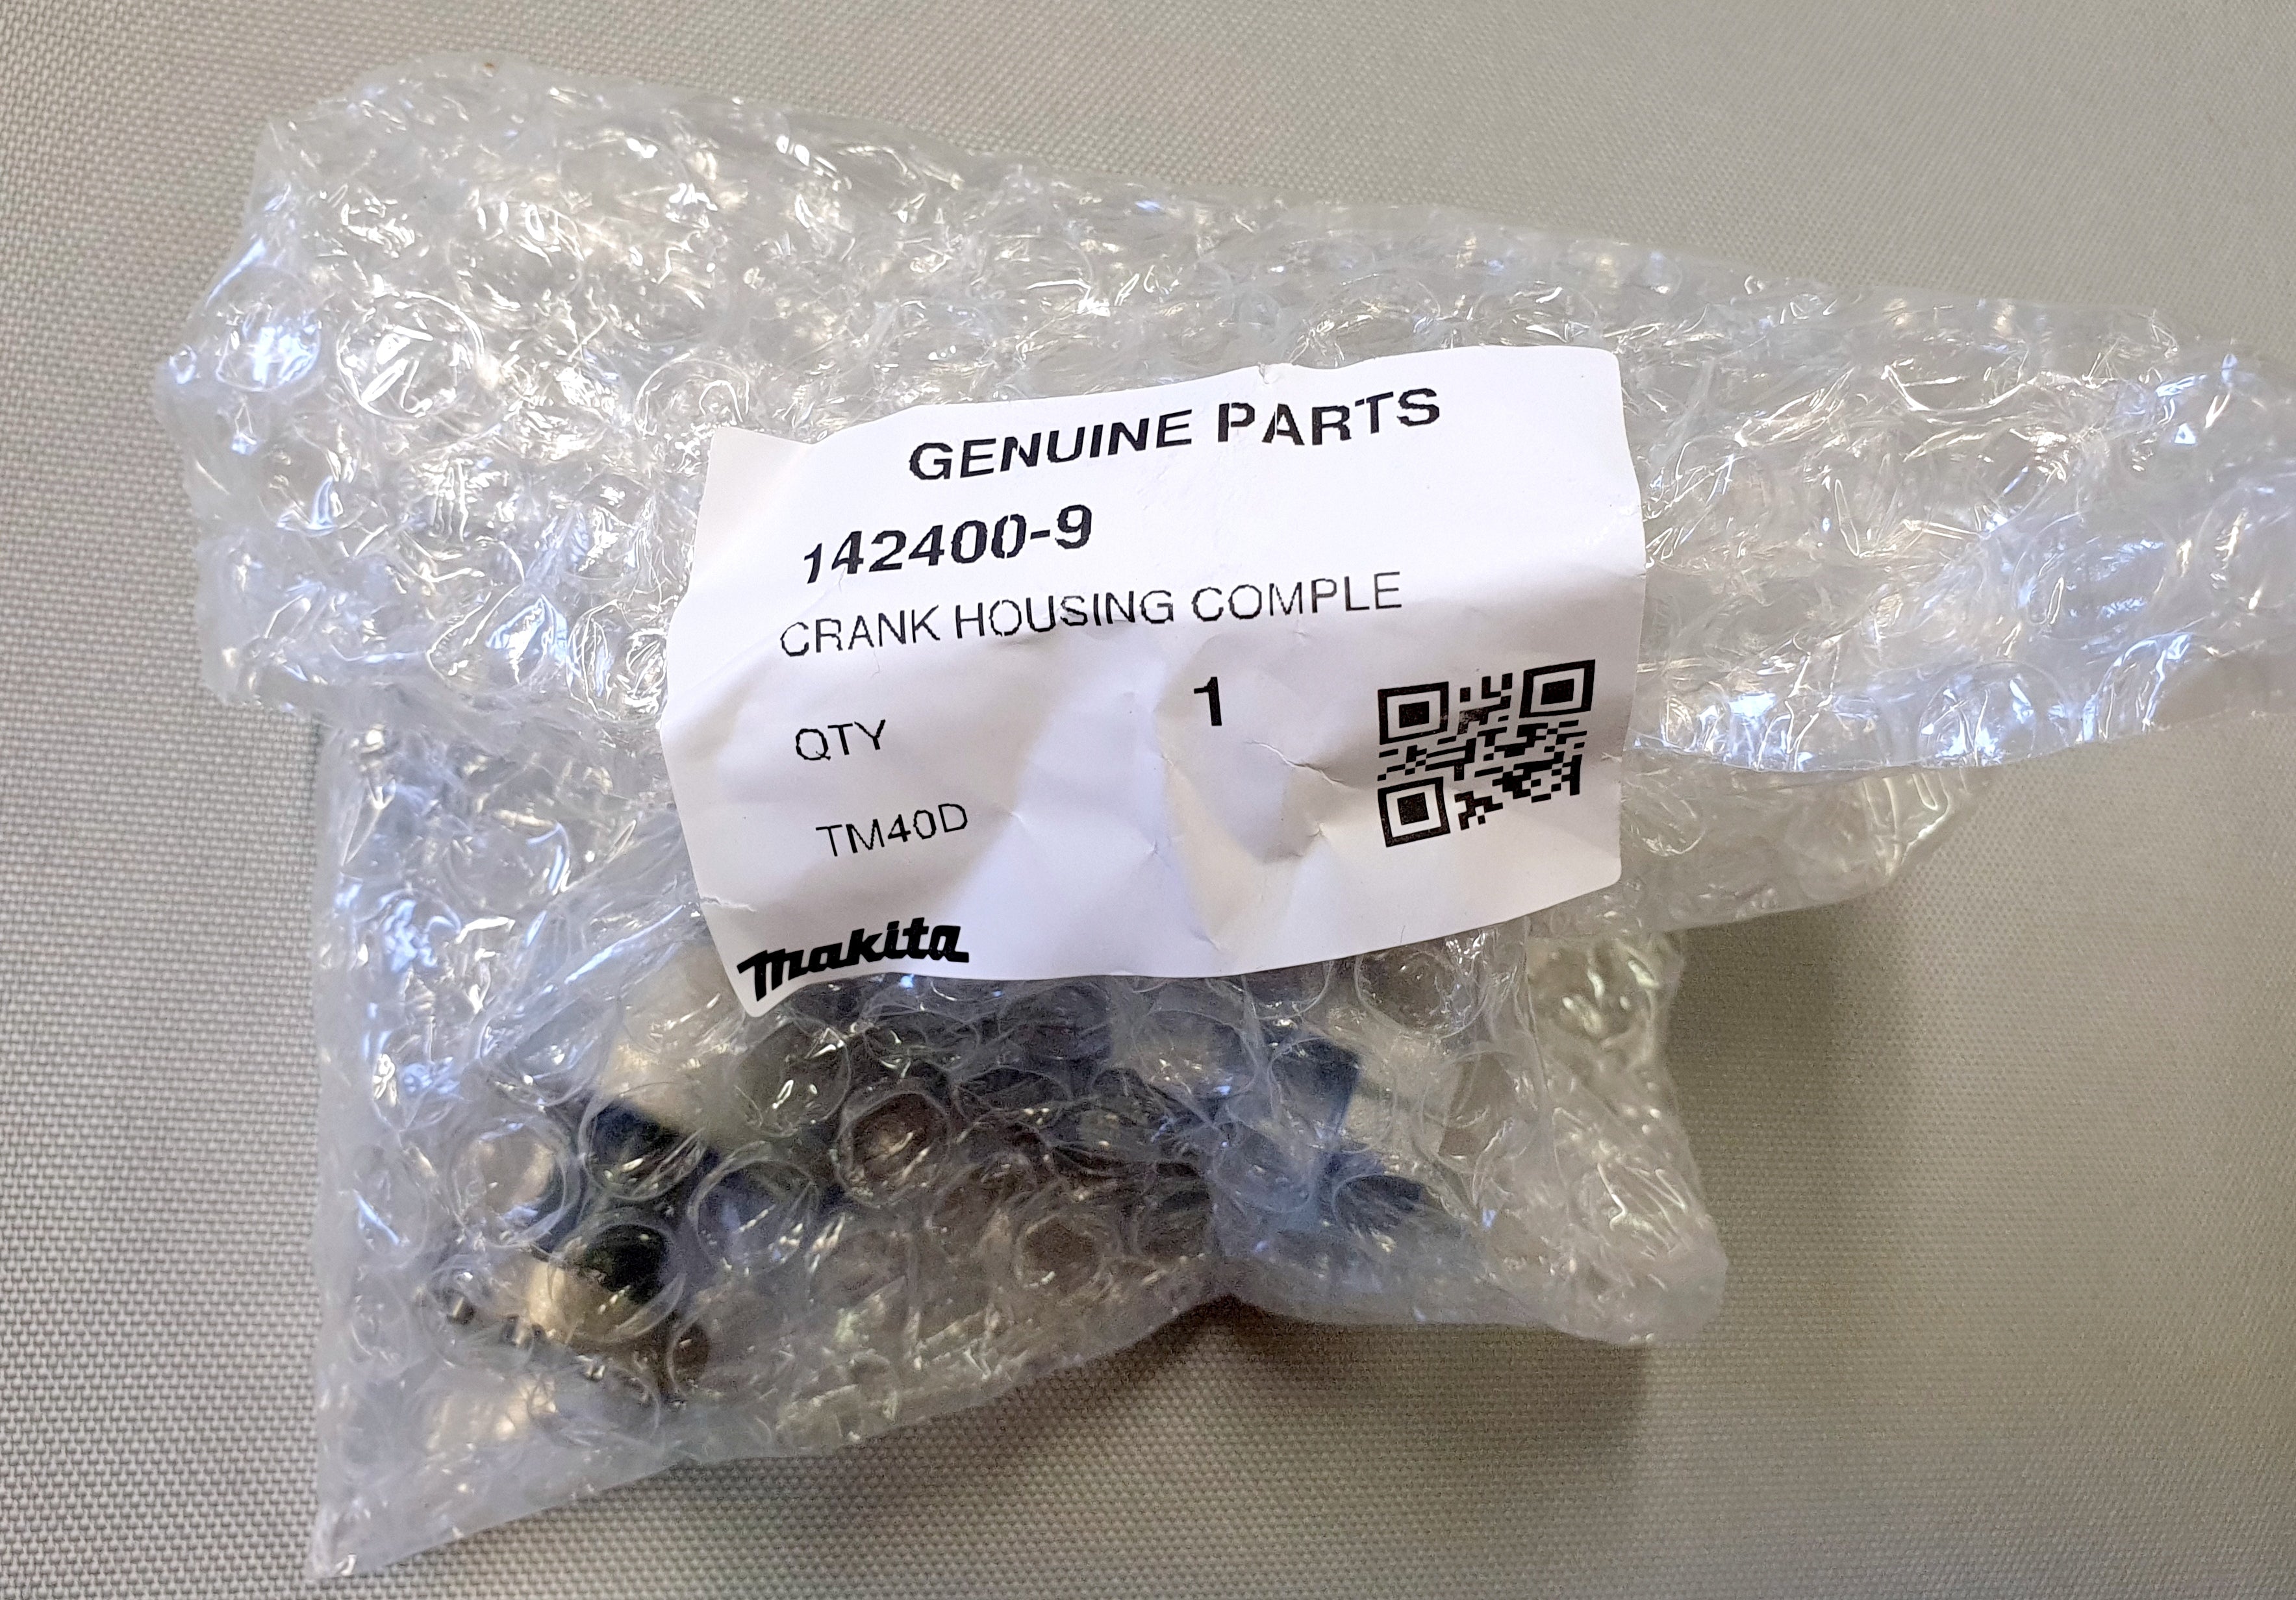 GENUINE PARTS
142400-9
CRANK HOUSING COMPLE
QTY 1
TM40D
makita